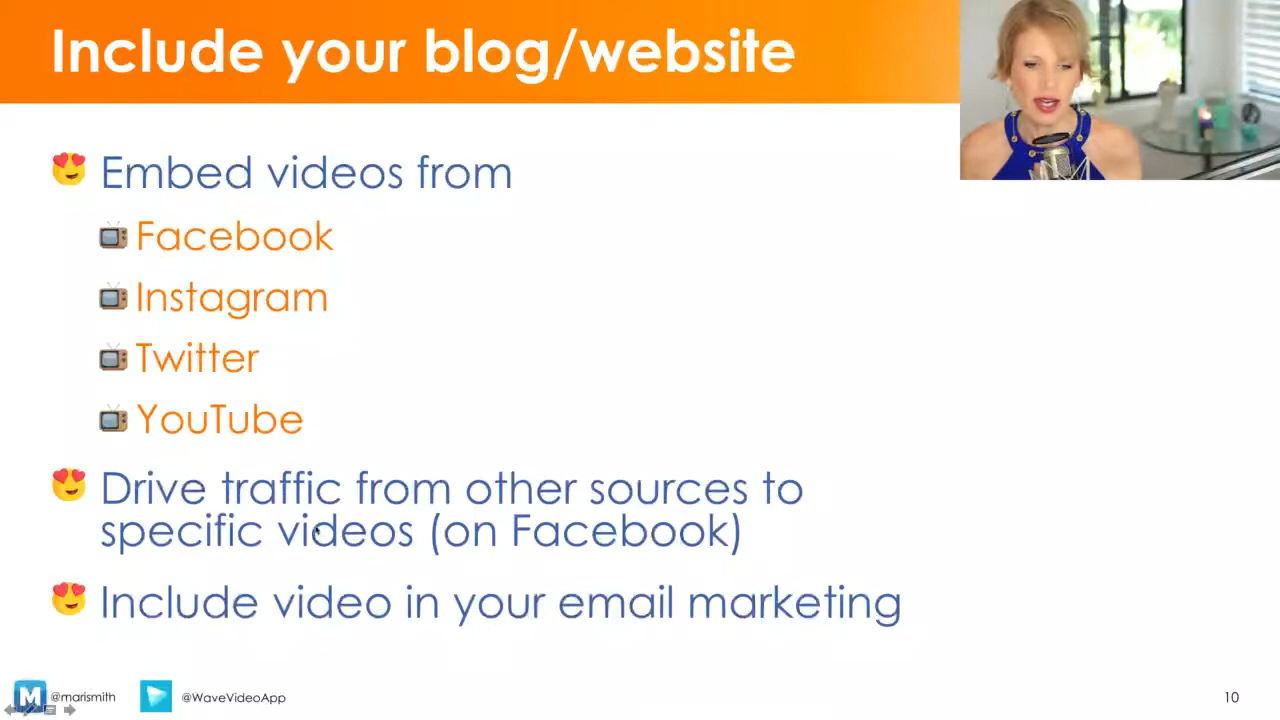 Include your blog/website
Embed videos from
Facebook
Instagram
Twitter
YouTube
Drive traffic from other sources to
specific videos (on Facebook)
Include video in your email marketing
M @marismith @WaveVideoApp 10